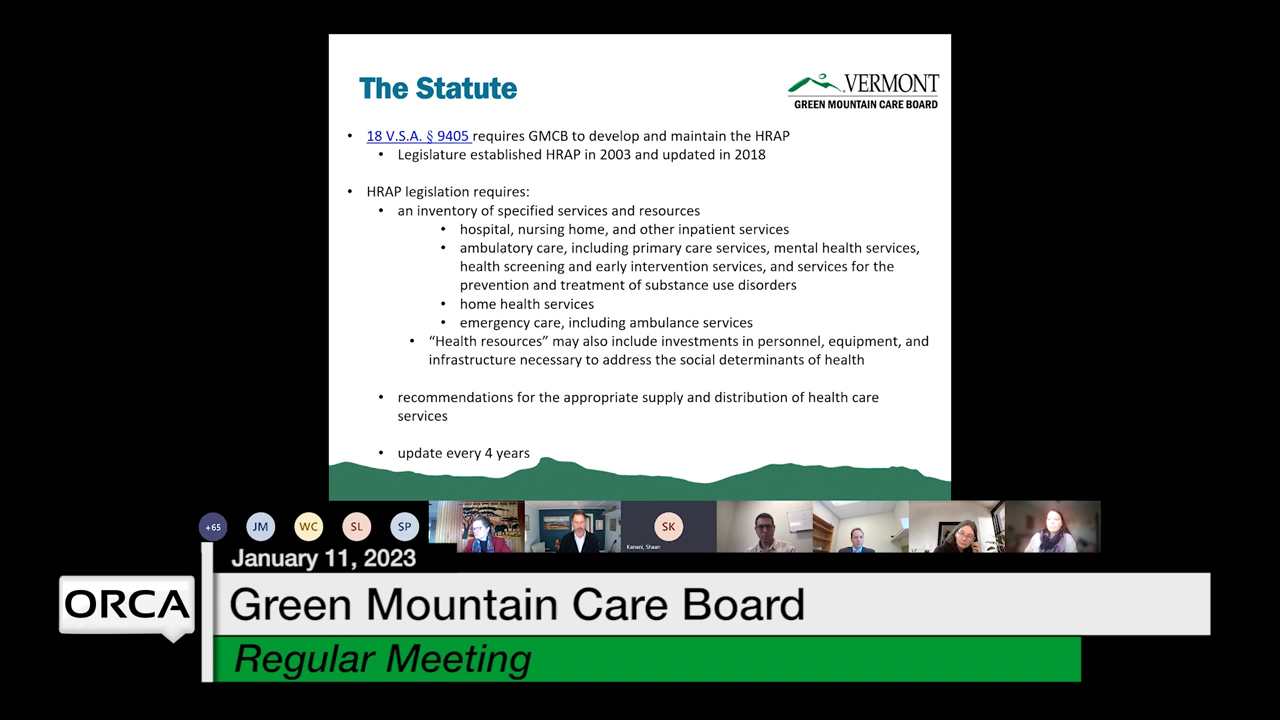 The Statute
VERMONT
GREEN MOUNTAIN CARE BOARD
• 18 V.S.A. § 9405 requires GMCB to develop and maintain the HRAP
• Legislature established HRAP in 2003 and updated in 2018
• HRAP legislation requires:
• an inventory of specified services and resources
• hospital, nursing home, and other inpatient services
• ambulatory care, including primary care services, mental health services,
health screening and early intervention services, and services for the
prevention and treatment of substance use disorders
• home health services
• emergency care, including ambulance services
• “Health resources” may also include investments in personnel, equipment, and
infrastructure necessary to address the social determinants of health
• recommendations for the appropriate supply and distribution of health care
services
• update every 4 years
+65 JM WC SL SP SK
Kanani, Shaan
January 11, 2023
ORCA
Green Mountain Care Board
Regular Meeting